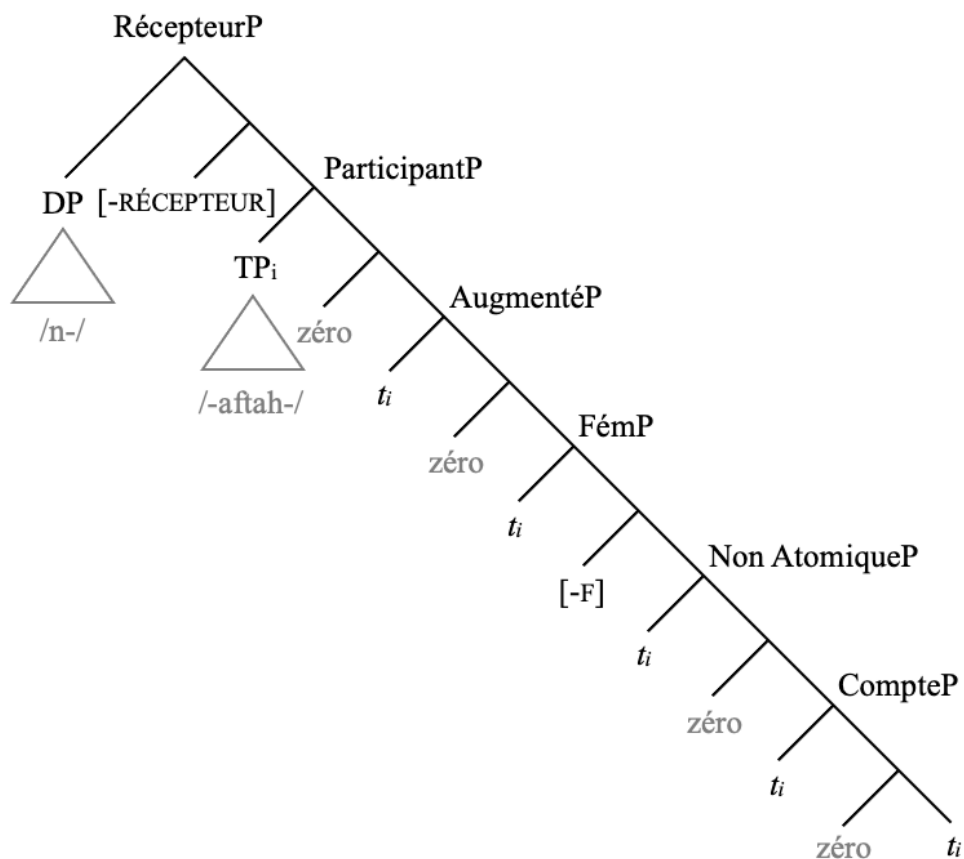 RécepteurP
ParticipantP
DP [-RÉCEPTEUR]
TPi
AugmentéP
/n-/
zéro
/-aftah-/
ti
FémP
zéro
ti
Non AtomiqueP
[-F]
ti
CompteP
zéro
ti
zéro
ti